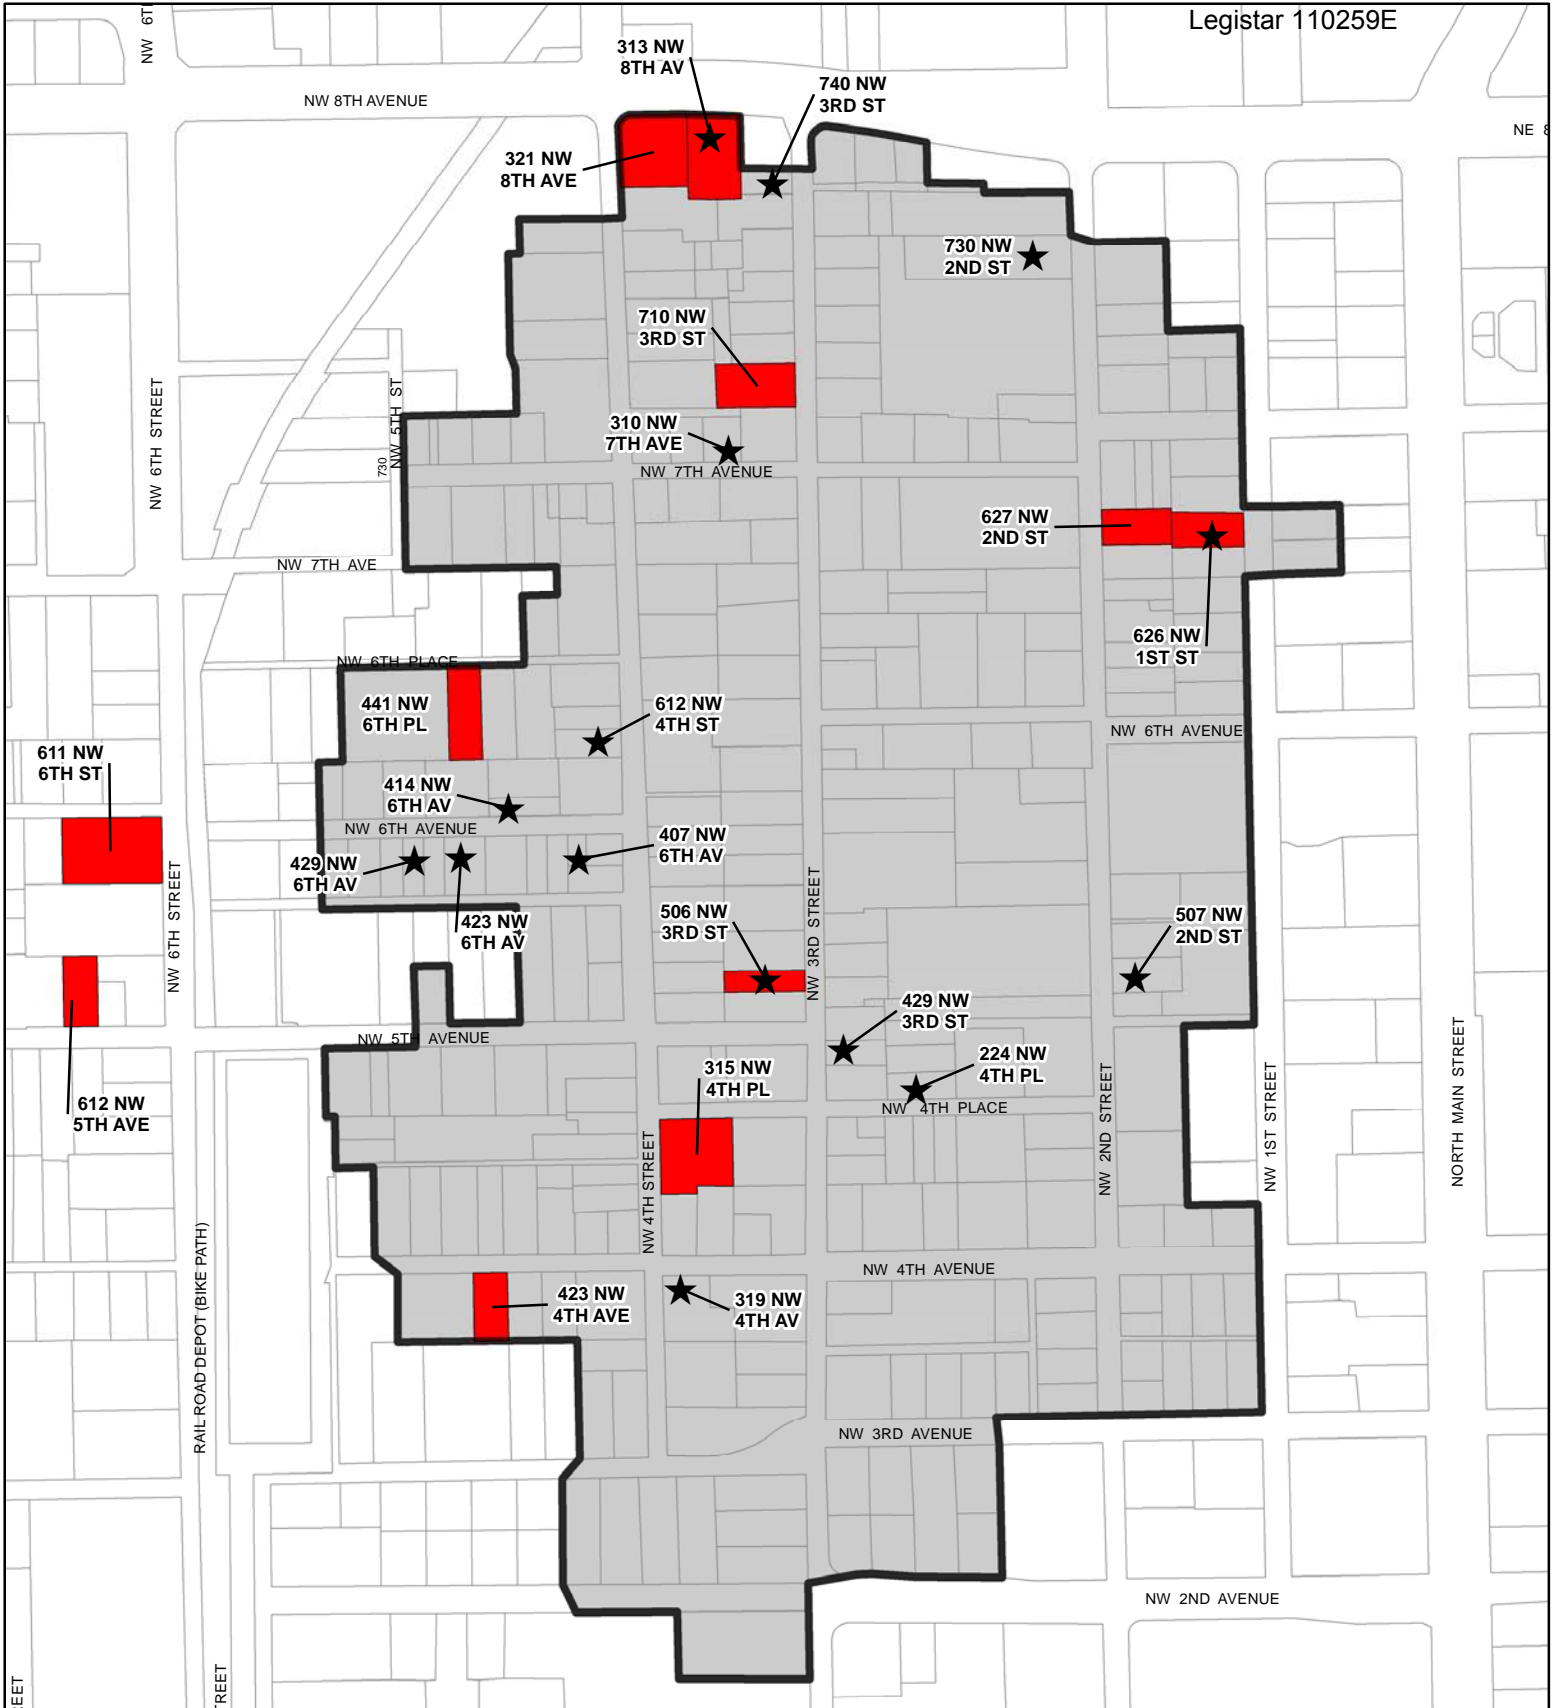 Legistar 110259E
NW 6T
313 NW
8TH AV
740 NW
3RD ST
NW 8TH AVENUE
NE 8
321 NW
8TH AVE
730 NW
2ND ST
710 NW
3RD ST
NW 6TH STREET
NW 5TH ST
730
310 NW
7TH AVE
NW 7TH AVENUE
627 NW
2ND ST
NW 7TH AVE
626 NW
1ST ST
NW 6TH PLACE
441 NW
6TH PL
612 NW
4TH ST
NW 6TH AVENUE
611 NW
6TH ST
414 NW
6TH AV
NW 6TH AVENUE
407 NW
6TH AV
429 NW
6TH AV
NW 6TH STREET
423 NW
6TH AV
506 NW
3RD ST
NW 3RD STREET
507 NW
2ND ST
429 NW
3RD ST
NW 5TH AVENUE
315 NW
4TH PL
224 NW
4TH PL
NW 4TH PLACE
612 NW
5TH AVE
NW 4TH STREET
NW 2ND STREET
NW 1ST STREET
NORTH MAIN STREET
RAIL ROAD DEPOT (BIKE PATH)
NW 4TH AVENUE
423 NW
4TH AVE
319 NW
4TH AV
NW 3RD AVENUE
NW 2ND AVENUE
REET
TREET